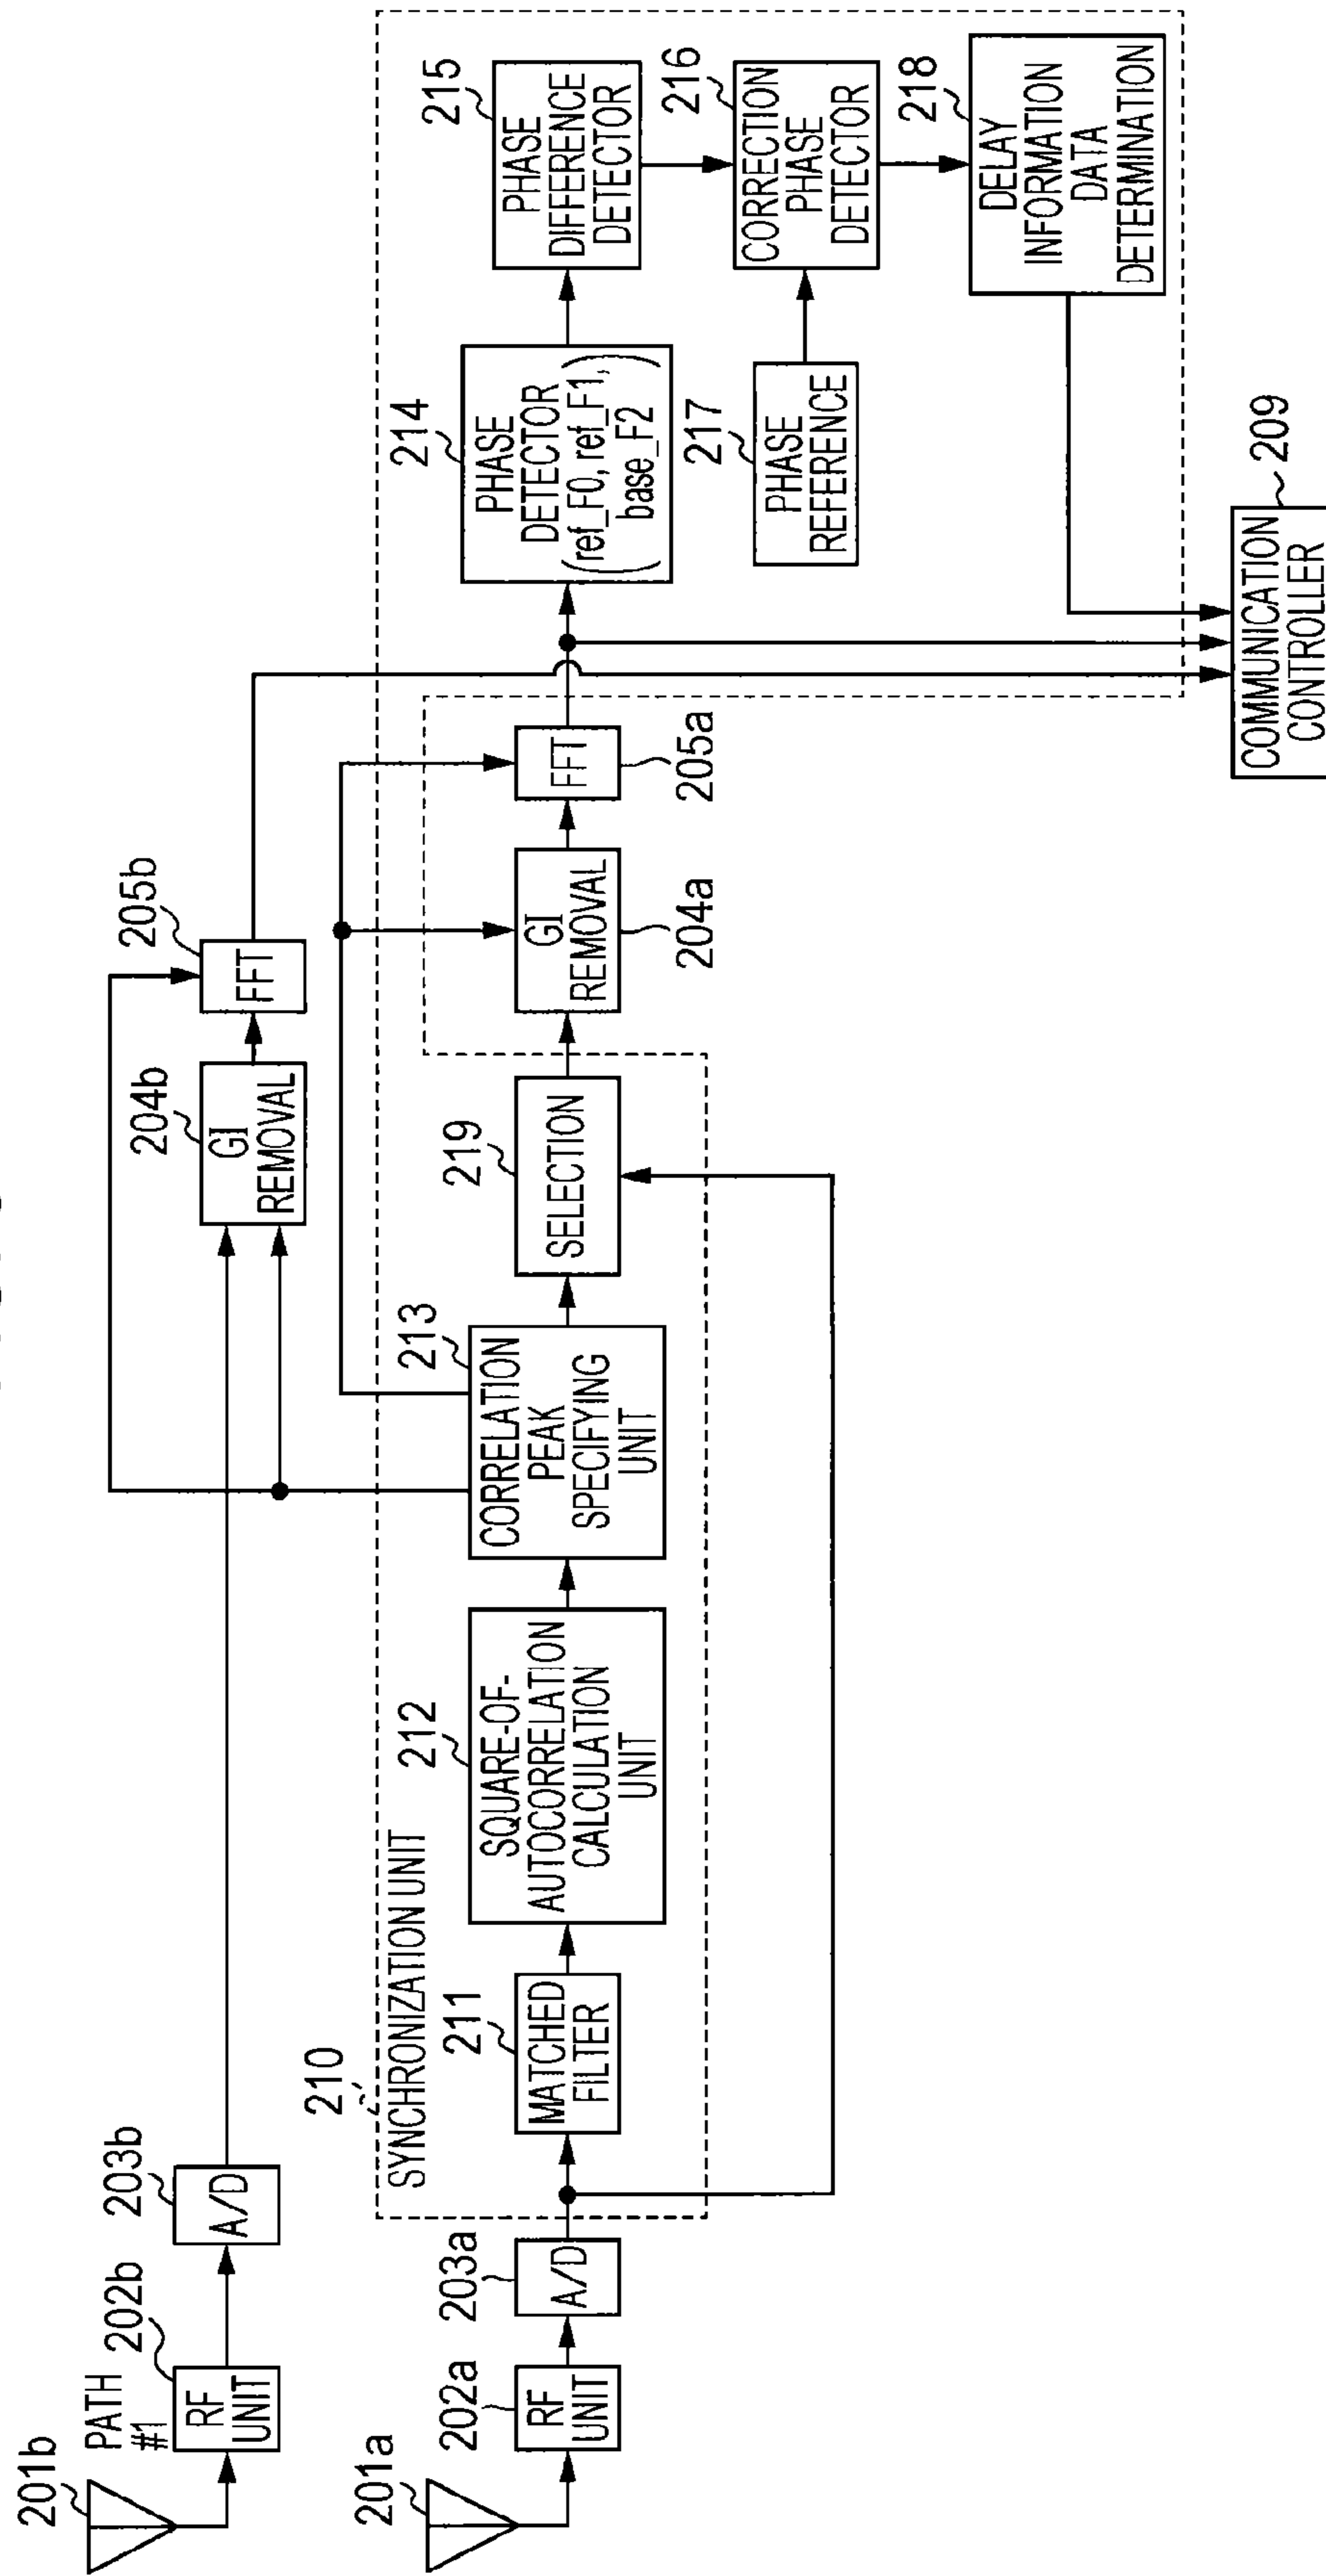 201b
PATH
#1
202b
RF
UNIT
203b
A/D
204b
GI
REMOVAL
205b
FFT
201a
202a
RF
UNIT
203a
A/D
210
SYNCHRONIZATION UNIT
211
MATCHED
FILTER
212
SQUARE-OF-
AUTOCORRELATION
CALCULATION
UNIT
213
CORRELATION
PEAK
SPECIFYING
UNIT
219
SELECTION
GI
REMOVAL
204a
FFT
205a
214
PHASE
DETECTOR
(ref_F0, ref_F1,
base_F2)
215
PHASE
DIFFERENCE
DETECTOR
217
PHASE
REFERENCE
216
CORRECTION
PHASE
DETECTOR
218
DELAY
INFORMATION
DATA
DETERMINATION
COMMUNICATION
CONTROLLER
209